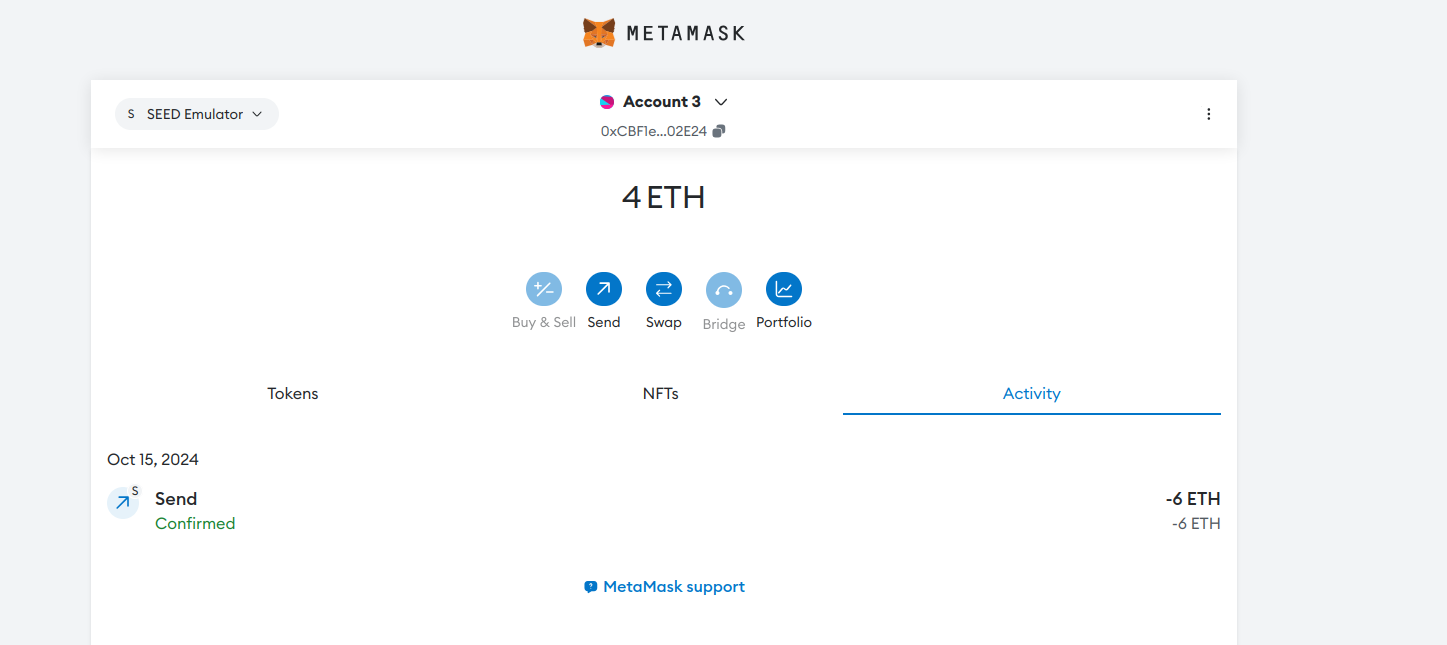 METAMASK
S SEED Emulator
Account 3
0xCBF1e...02E24
4 ETH
Buy & Sell Send Swap Bridge Portfolio
Tokens NFTs Activity
Oct 15, 2024
S
Send -6 ETH
Confirmed -6 ETH
MetaMask support